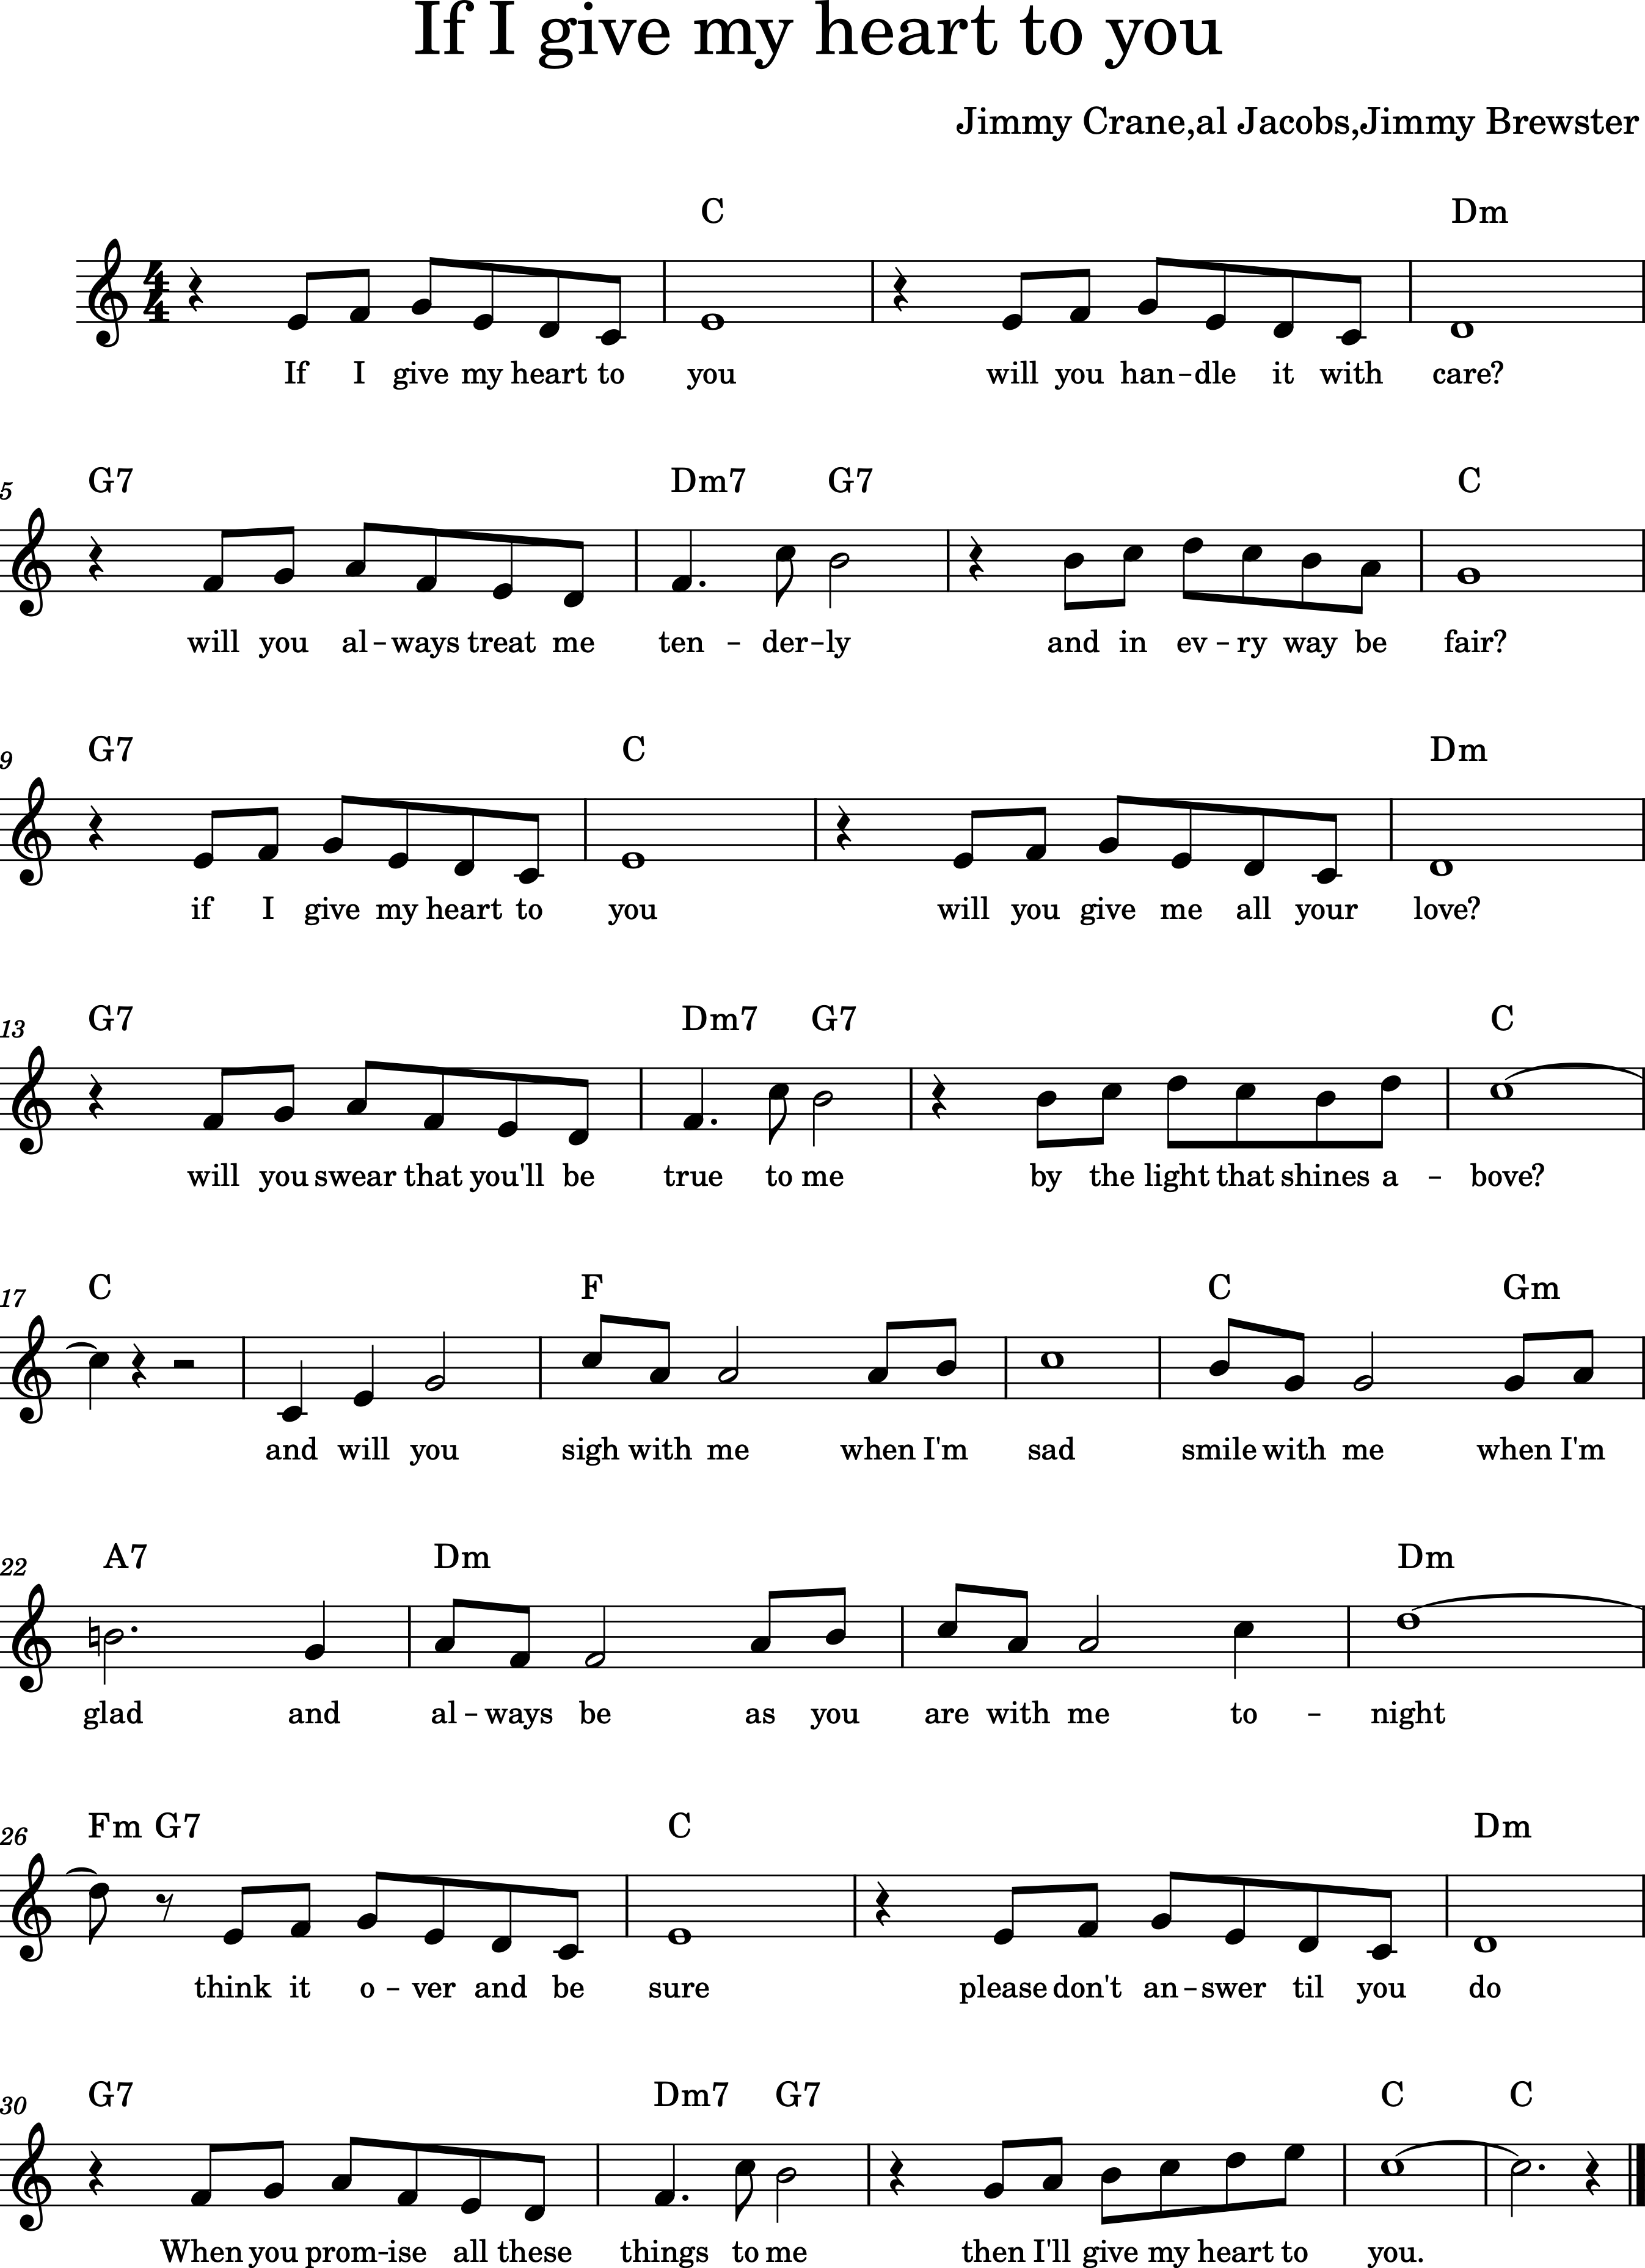 If I give my heart to you
Jimmy Crane,al Jacobs,Jimmy Brewster
C Dm
4
4
If I give my heart to you will you han-dle it with care?
5 G7 Dm7 G7 C
will you al-ways treat me ten - der-ly and in ev-ry way be fair?
9 G7 C Dm
if I give my heart to you will you give me all your love?
13 G7 Dm7 G7 C
will you swear that you'll be true to me by the light that shines a - bove?
17 C F C Gm
and will you sigh with me when I'm sad smile with me when I'm
22 A7 Dm Dm
glad and al-ways be as you are with me to - night
26 Fm G7 C Dm
think it o-ver and be sure please don't an-swer til you do
30 G7 Dm7 G7 C C
When you prom-ise all these things to me then I'll give my heart to you.